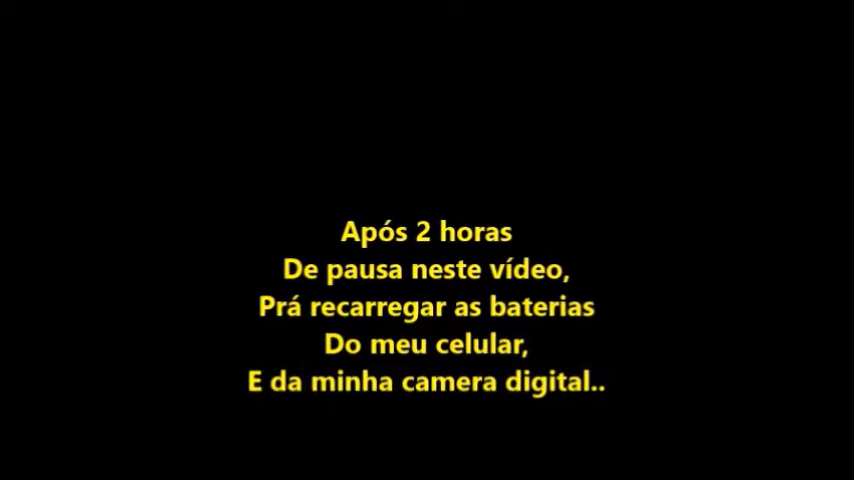 Após 2 horas
De pausa neste vídeo,
Prá recarregar as baterias
Do meu celular,
E da minha camera digital..